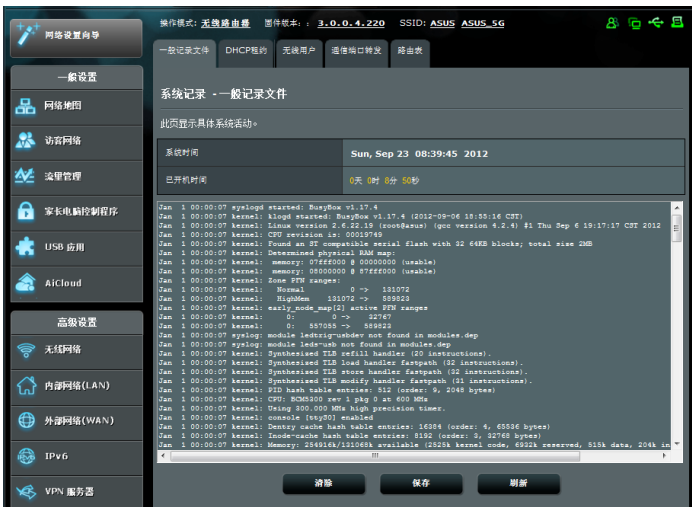 网络设置向导
操作模式: 无线路由器 固件版本: : 3.0.0.4.220 SSID: ASUS ASUS_5G
一般记录文件 DHCP租约 无线用户 通信端口转发 路由表
一般设置
网络地图
访客网络
流量管理
家长电脑控制程序
USB 应用
AiCloud
高级设置
无线网络
内部网络(LAN)
外部网络(WAN)
IPv6
VPN 服务器
系统记录 - 一般记录文件
此页显示具体系统活动。
系统时间 Sun, Sep 23 08:39:45 2012
已开机时间 0天 0时 8分 50秒
Jan 1 00:00:07 syslogd started: BusyBox v1.17.4
Jan 1 00:00:07 kernel: klogd started: BusyBox v1.17.4 (2012-09-06 18:55:16 CST)
Jan 1 00:00:07 kernel: Linux version 2.6.22.19 (root@asus) (gcc version 4.2.4) #1 Thu Sep 6 19:17:17 CST 2012
Jan 1 00:00:07 kernel: CPU revision is: 00019749
Jan 1 00:00:07 kernel: Found an ST compatible serial flash with 32 64KB blocks; total size 2MB
Jan 1 00:00:07 kernel: Determined physical RAM map:
Jan 1 00:00:07 kernel: memory: 07fff000 @ 00000000 (usable)
Jan 1 00:00:07 kernel: memory: 08000000 @ 87fff000 (usable)
Jan 1 00:00:07 kernel: Zone PFN ranges:
Jan 1 00:00:07 kernel: Normal 0 -> 131072
Jan 1 00:00:07 kernel: HighMem 131072 -> 589823
Jan 1 00:00:07 kernel: early_node_map[2] active PFN ranges
Jan 1 00:00:07 kernel: 0: 0 -> 32767
Jan 1 00:00:07 kernel: 0: 557055 -> 589823
Jan 1 00:00:07 syslog: module ledtrig-usbdev not found in modules.dep
Jan 1 00:00:07 syslog: module leds-usb not found in modules.dep
Jan 1 00:00:07 kernel: Synthesized TLB refill handler (20 instructions).
Jan 1 00:00:07 kernel: Synthesized TLB load handler fastpath (32 instructions).
Jan 1 00:00:07 kernel: Synthesized TLB store handler fastpath (32 instructions).
Jan 1 00:00:07 kernel: Synthesized TLB modify handler fastpath (31 instructions).
Jan 1 00:00:07 kernel: PID hash table entries: 512 (order: 9, 2048 bytes)
Jan 1 00:00:07 kernel: CPU: BCM5300 rev 1 pkg 0 at 600 MHz
Jan 1 00:00:07 kernel: Using 300.000 MHz high precision timer.
Jan 1 00:00:07 kernel: console [ttyS0] enabled
Jan 1 00:00:07 kernel: Dentry cache hash table entries: 16384 (order: 4, 65536 bytes)
Jan 1 00:00:07 kernel: Inode-cache hash table entries: 8192 (order: 3, 32768 bytes)
Jan 1 00:00:07 kernel: Memory: 254916k/131068k available (2525k kernel code, 6932k reserved, 515k data, 204k in
清除 保存 刷新